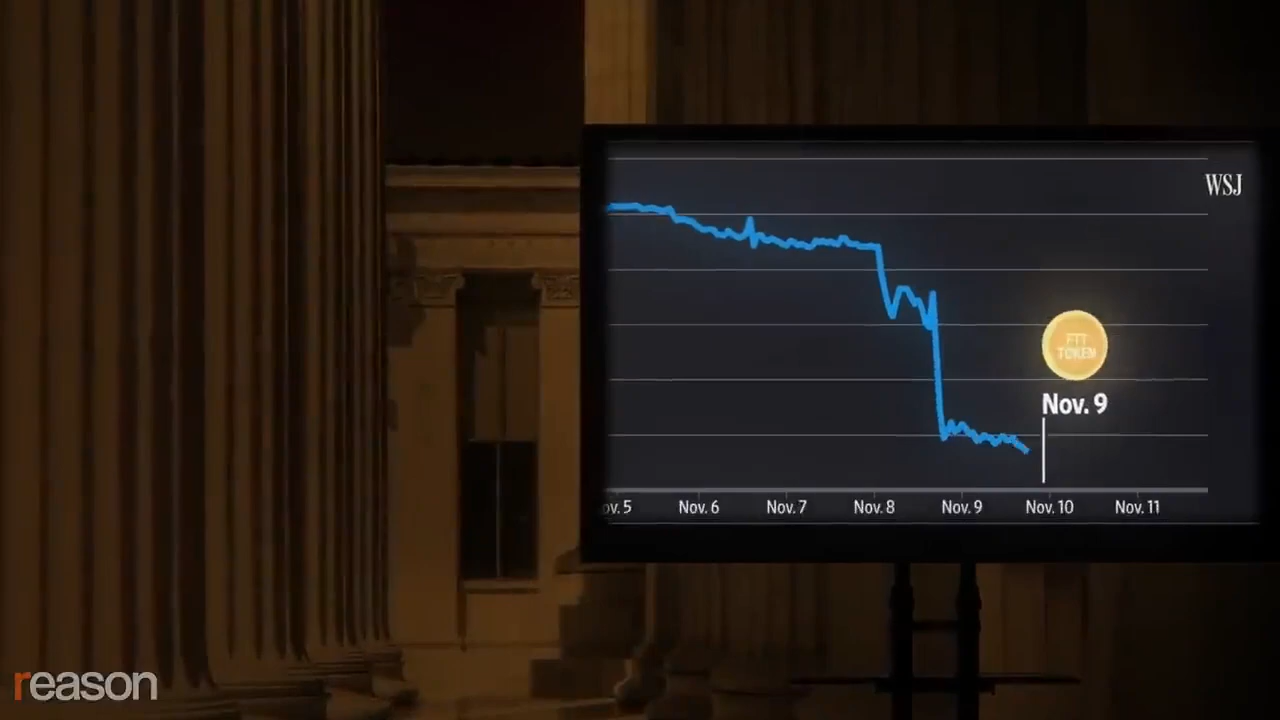 WSJ
FTT
TOKEN
Nov. 9
ov. 5 Nov. 6 Nov. 7 Nov. 8 Nov. 9 Nov. 10 Nov. 11
reason